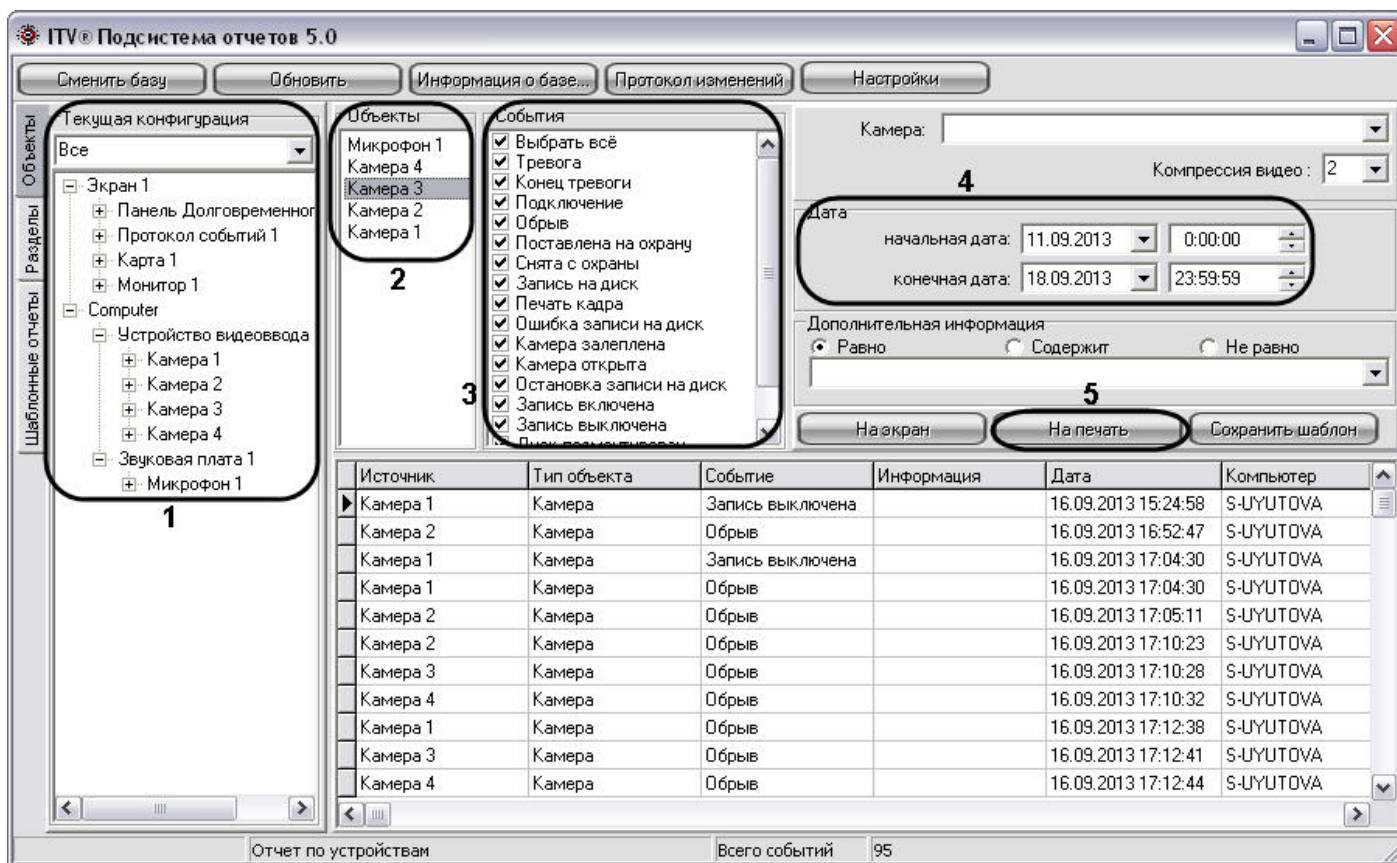 ITV® Подсистема отчетов 5.0
Сменить базу Обновить Информация о базе... Протокол изменений Настройки
Объекты
Разделы
Шаблонные отчеты
Текущая конфигурация
Все
Экран 1
Панель Долговременног
Протокол событий 1
Карта 1
Монитор 1
Computer
Устройство видеоввода
Камера 1
Камера 2
Камера 3
Камера 4
Звуковая плата 1
Микрофон 1
1
Объекты
Микрофон 1
Камера 4
Камера 3
Камера 2
Камера 1
2
События
Выбрать всё
Тревога
Конец тревоги
Подключение
Обрыв
Поставлена на охрану
Снята с охраны
Запись на диск
Печать кадра
Ошибка записи на диск
Камера залеплена
Камера открыта
Остановка записи на диск
Запись включена
Запись выключена
3
Камера:
Компрессия видео : 2
4
Дата
начальная дата: 11.09.2013 0:00:00
конечная дата: 18.09.2013 23:59:59
Дополнительная информация
Равно Содержит Не равно
5
На экран На печать Сохранить шаблон
Источник Тип объекта Событие Информация Дата Компьютер
Камера 1 Камера Запись выключена 16.09.2013 15:24:58 S-UYUTOVA
Камера 2 Камера Обрыв 16.09.2013 16:52:47 S-UYUTOVA
Камера 1 Камера Запись выключена 16.09.2013 17:04:30 S-UYUTOVA
Камера 1 Камера Обрыв 16.09.2013 17:04:30 S-UYUTOVA
Камера 2 Камера Обрыв 16.09.2013 17:05:11 S-UYUTOVA
Камера 2 Камера Обрыв 16.09.2013 17:10:23 S-UYUTOVA
Камера 3 Камера Обрыв 16.09.2013 17:10:28 S-UYUTOVA
Камера 4 Камера Обрыв 16.09.2013 17:10:32 S-UYUTOVA
Камера 1 Камера Обрыв 16.09.2013 17:12:38 S-UYUTOVA
Камера 3 Камера Обрыв 16.09.2013 17:12:41 S-UYUTOVA
Камера 4 Камера Обрыв 16.09.2013 17:12:44 S-UYUTOVA
Отчет по устройствам Всего событий 95